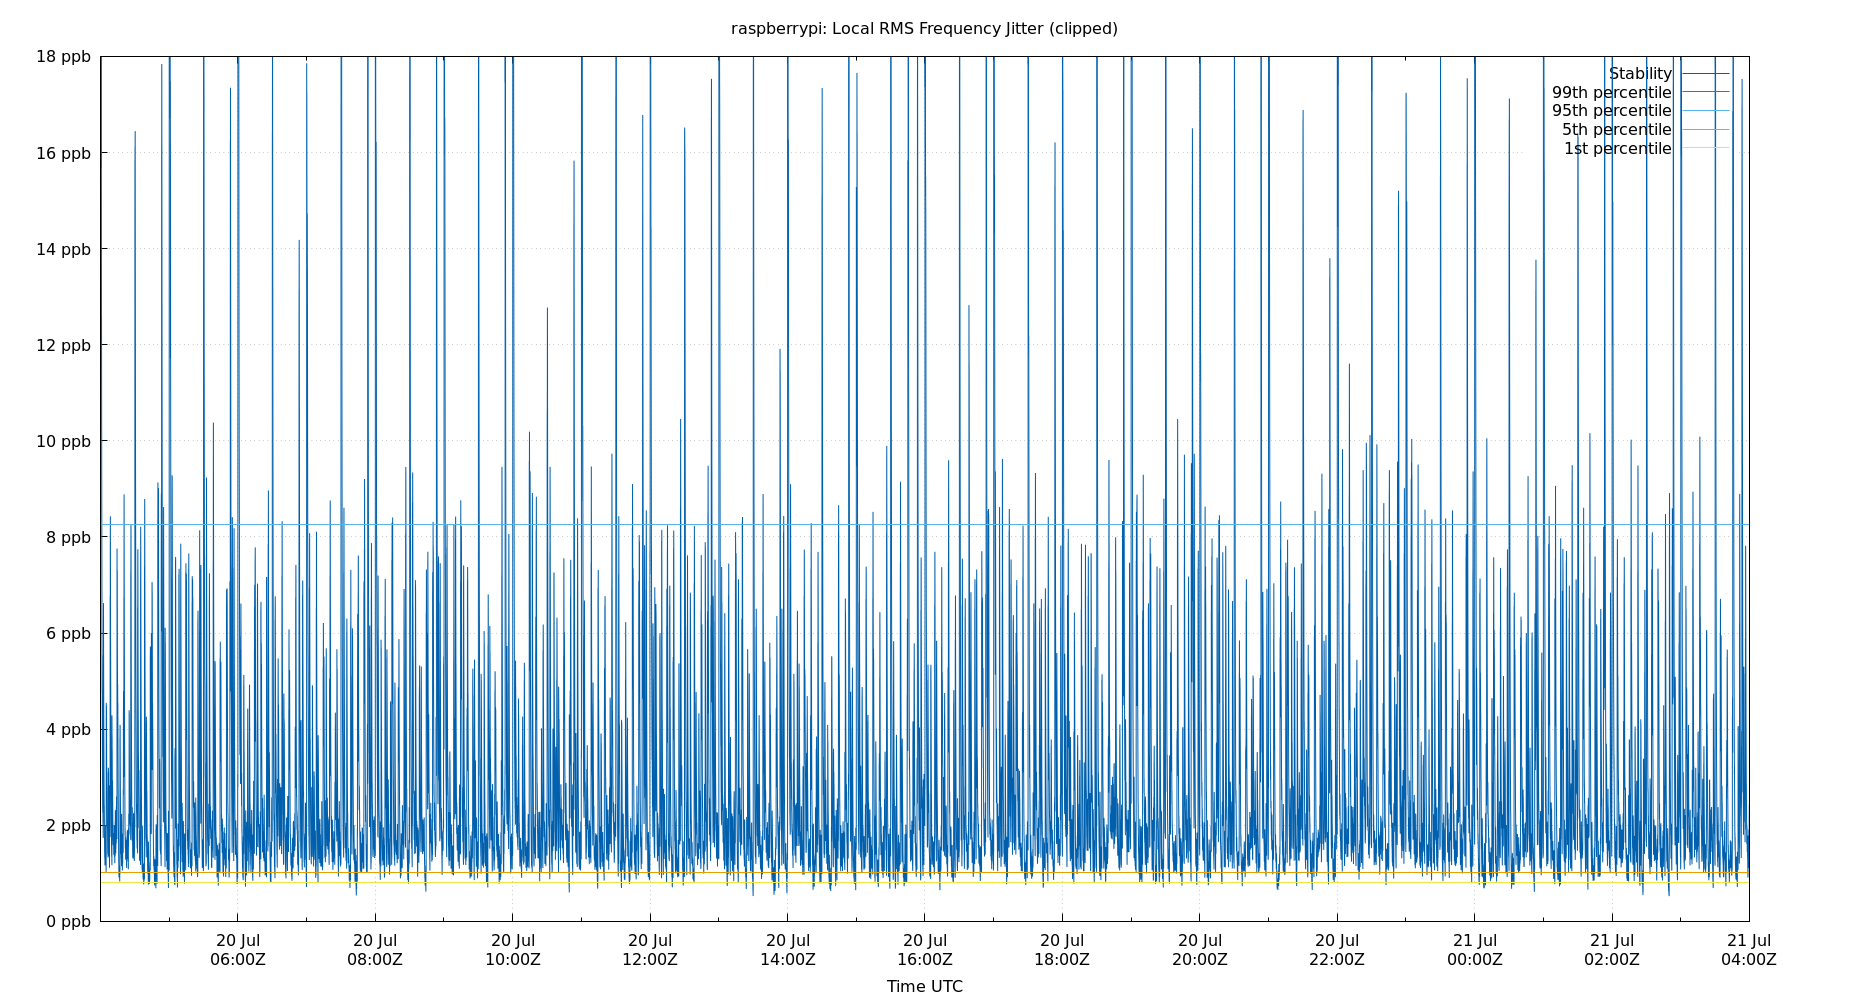 raspberrypi: Local RMS Frequency Jitter (clipped)
18 ppb
16 ppb
14 ppb
12 ppb
10 ppb
8 ppb
6 ppb
4 ppb
2 ppb
0 ppb
Stability
99th percentile
95th percentile
5th percentile
1st percentile
20 Jul 20 Jul 20 Jul 20 Jul 20 Jul 20 Jul 20 Jul 20 Jul 20 Jul 21 Jul 21 Jul 21 Jul
06:00Z 08:00Z 10:00Z 12:00Z 14:00Z 16:00Z 18:00Z 20:00Z 22:00Z 00:00Z 02:00Z 04:00Z
Time UTC